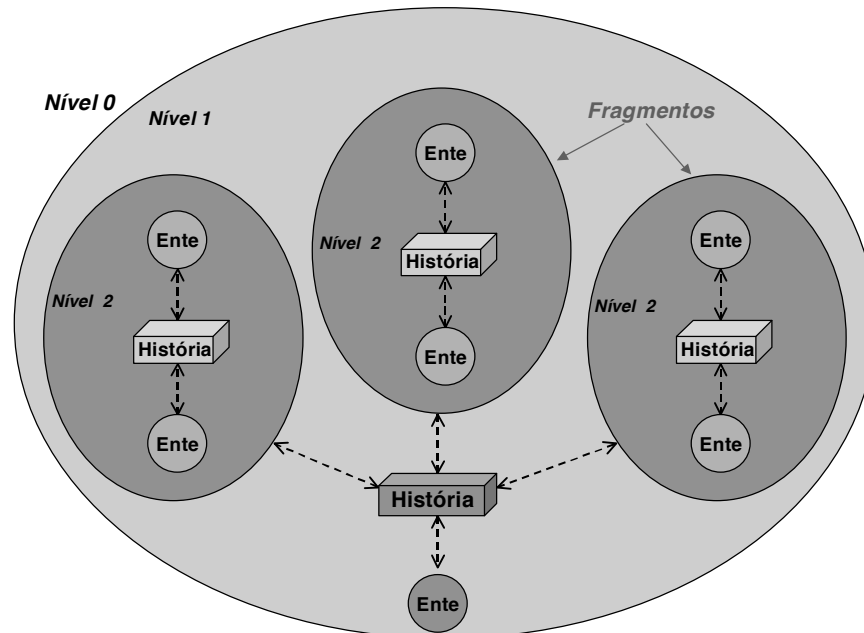 Nível 0
Nível 1
Fragmentos
Ente
Nível  2
História
Ente
Ente
Nível  2
História
Ente
Ente
Nível  2
História
Ente
História
Ente